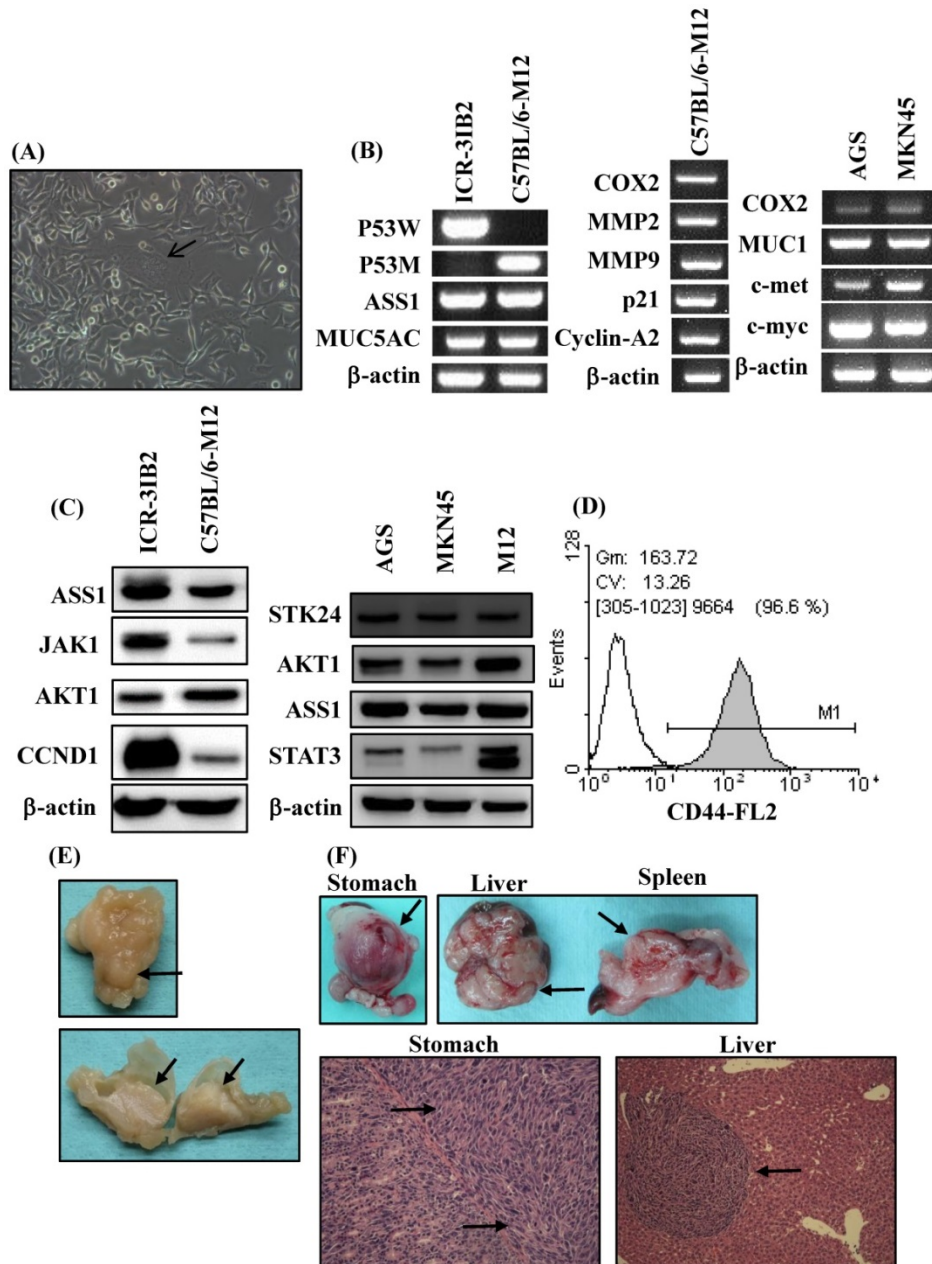 (A)
(B)
ICR-3IB2
C57BL/6-M12
P53W
P53M
ASS1
MUC5AC
β-actin
C57BL/6-M12
COX2
MMP2
MMP9
p21
Cyclin-A2
β-actin
AGS
MKN45
COX2
MUC1
c-met
c-myc
β-actin
(C)
ICR-3IB2
C57BL/6-M12
ASS1
JAK1
AKT1
CCND1
β-actin
AGS
MKN45
M12
STK24
AKT1
ASS1
STAT3
β-actin
(D)
128
Gm: 163.72
CV: 13.26
[305-1023] 9664 (96.6 %)
Events
M1
0
10⁰ 10¹ 10² 10³ 10⁴
CD44-FL2
(E)
(F)
Stomach Liver Spleen
Stomach Liver